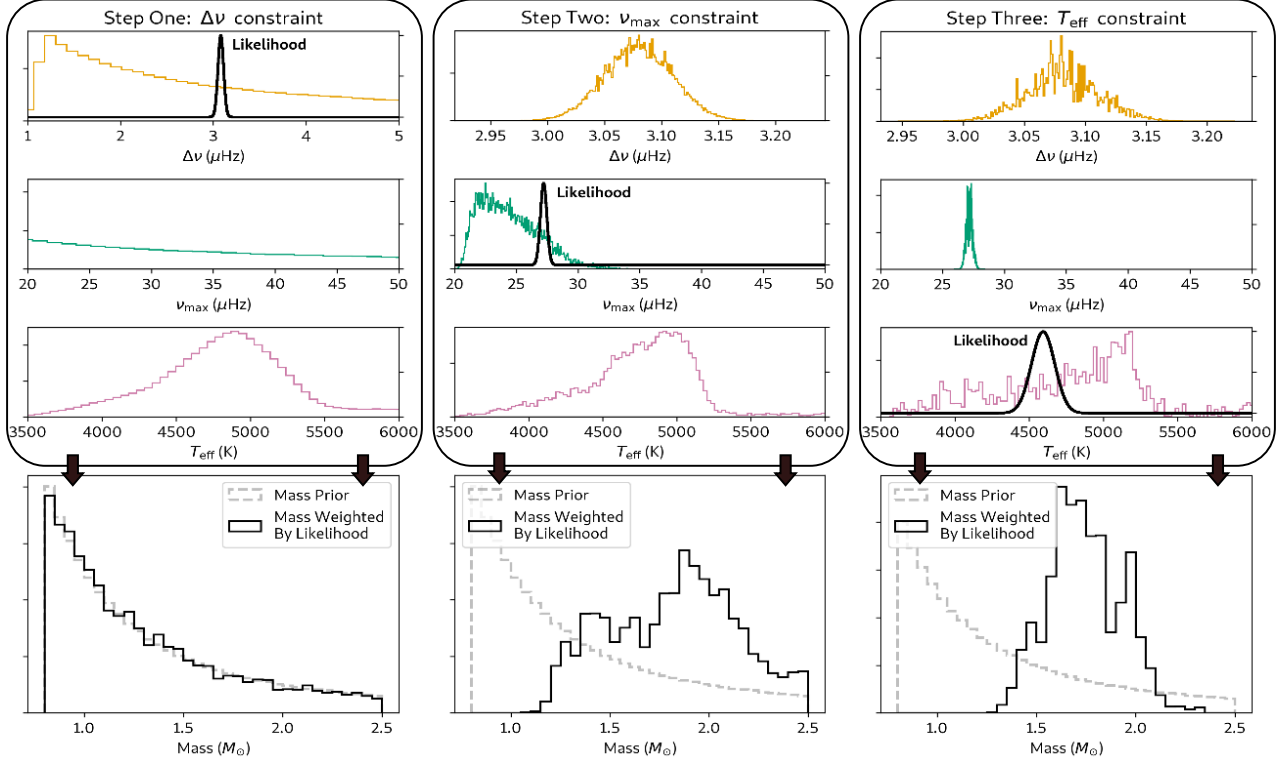 Step One: Δν constraint
Likelihood
1 2 3 4 5
Δν (μHz)
20 25 30 35 40 45 50
νmax (μHz)
3500 4000 4500 5000 5500 6000
Teff (K)
Mass Prior
Mass Weighted
By Likelihood
1.0 1.5 2.0 2.5
Mass (M⊙)
Step Two: νmax constraint
2.95 3.00 3.05 3.10 3.15 3.20
Δν (μHz)
Likelihood
20 25 30 35 40 45 50
νmax (μHz)
3500 4000 4500 5000 5500 6000
Teff (K)
Mass Prior
Mass Weighted
By Likelihood
1.0 1.5 2.0 2.5
Mass (M⊙)
Step Three: Teff constraint
2.95 3.00 3.05 3.10 3.15 3.20
Δν (μHz)
20 25 30 35 40 45 50
νmax (μHz)
Likelihood
3500 4000 4500 5000 5500 6000
Teff (K)
Mass Prior
Mass Weighted
By Likelihood
1.0 1.5 2.0 2.5
Mass (M⊙)